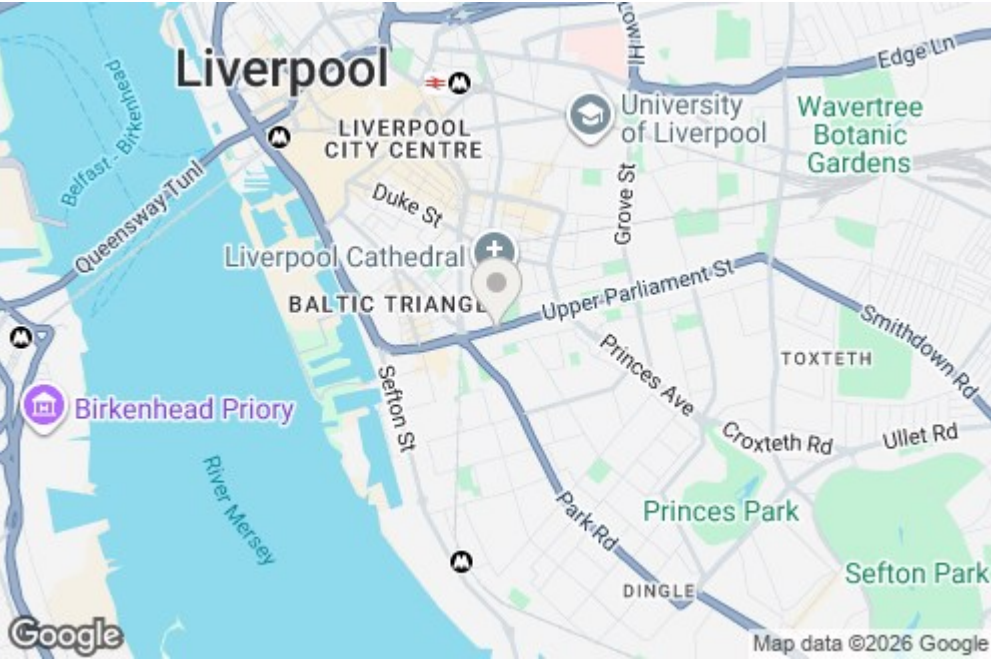 Liverpool
LIVERPOOL
CITY CENTRE
University
of Liverpool
Edge Ln
Wavertree
Botanic
Gardens
Belfast - Birkenhead
Queensway Tunl
Duke St
Grove St
Liverpool Cathedral
BALTIC TRIANGL
Upper Parliament St
Smithdown Rd
TOXTETH
Princes Ave
Sefton St
Birkenhead Priory
Croxteth Rd
Ullet Rd
River Mersey
Park Rd
Princes Park
Sefton Park
DINGLE
Google
Map data ©2026 Google